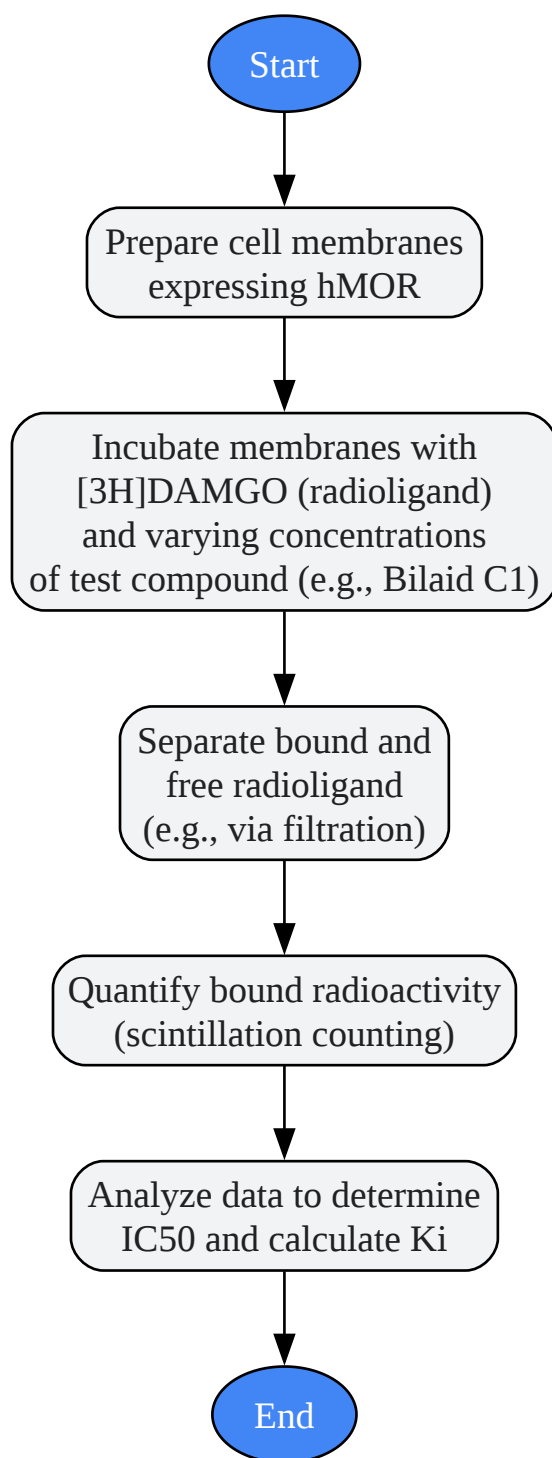 Start
Prepare cell membranes
expressing hMOR
Incubate membranes with
[3H]DAMGO (radioligand)
and varying concentrations
of test compound (e.g., Bilaid C1)
Separate bound and
free radioligand
(e.g., via filtration)
Quantify bound radioactivity
(scintillation counting)
Analyze data to determine
IC50 and calculate Ki
End